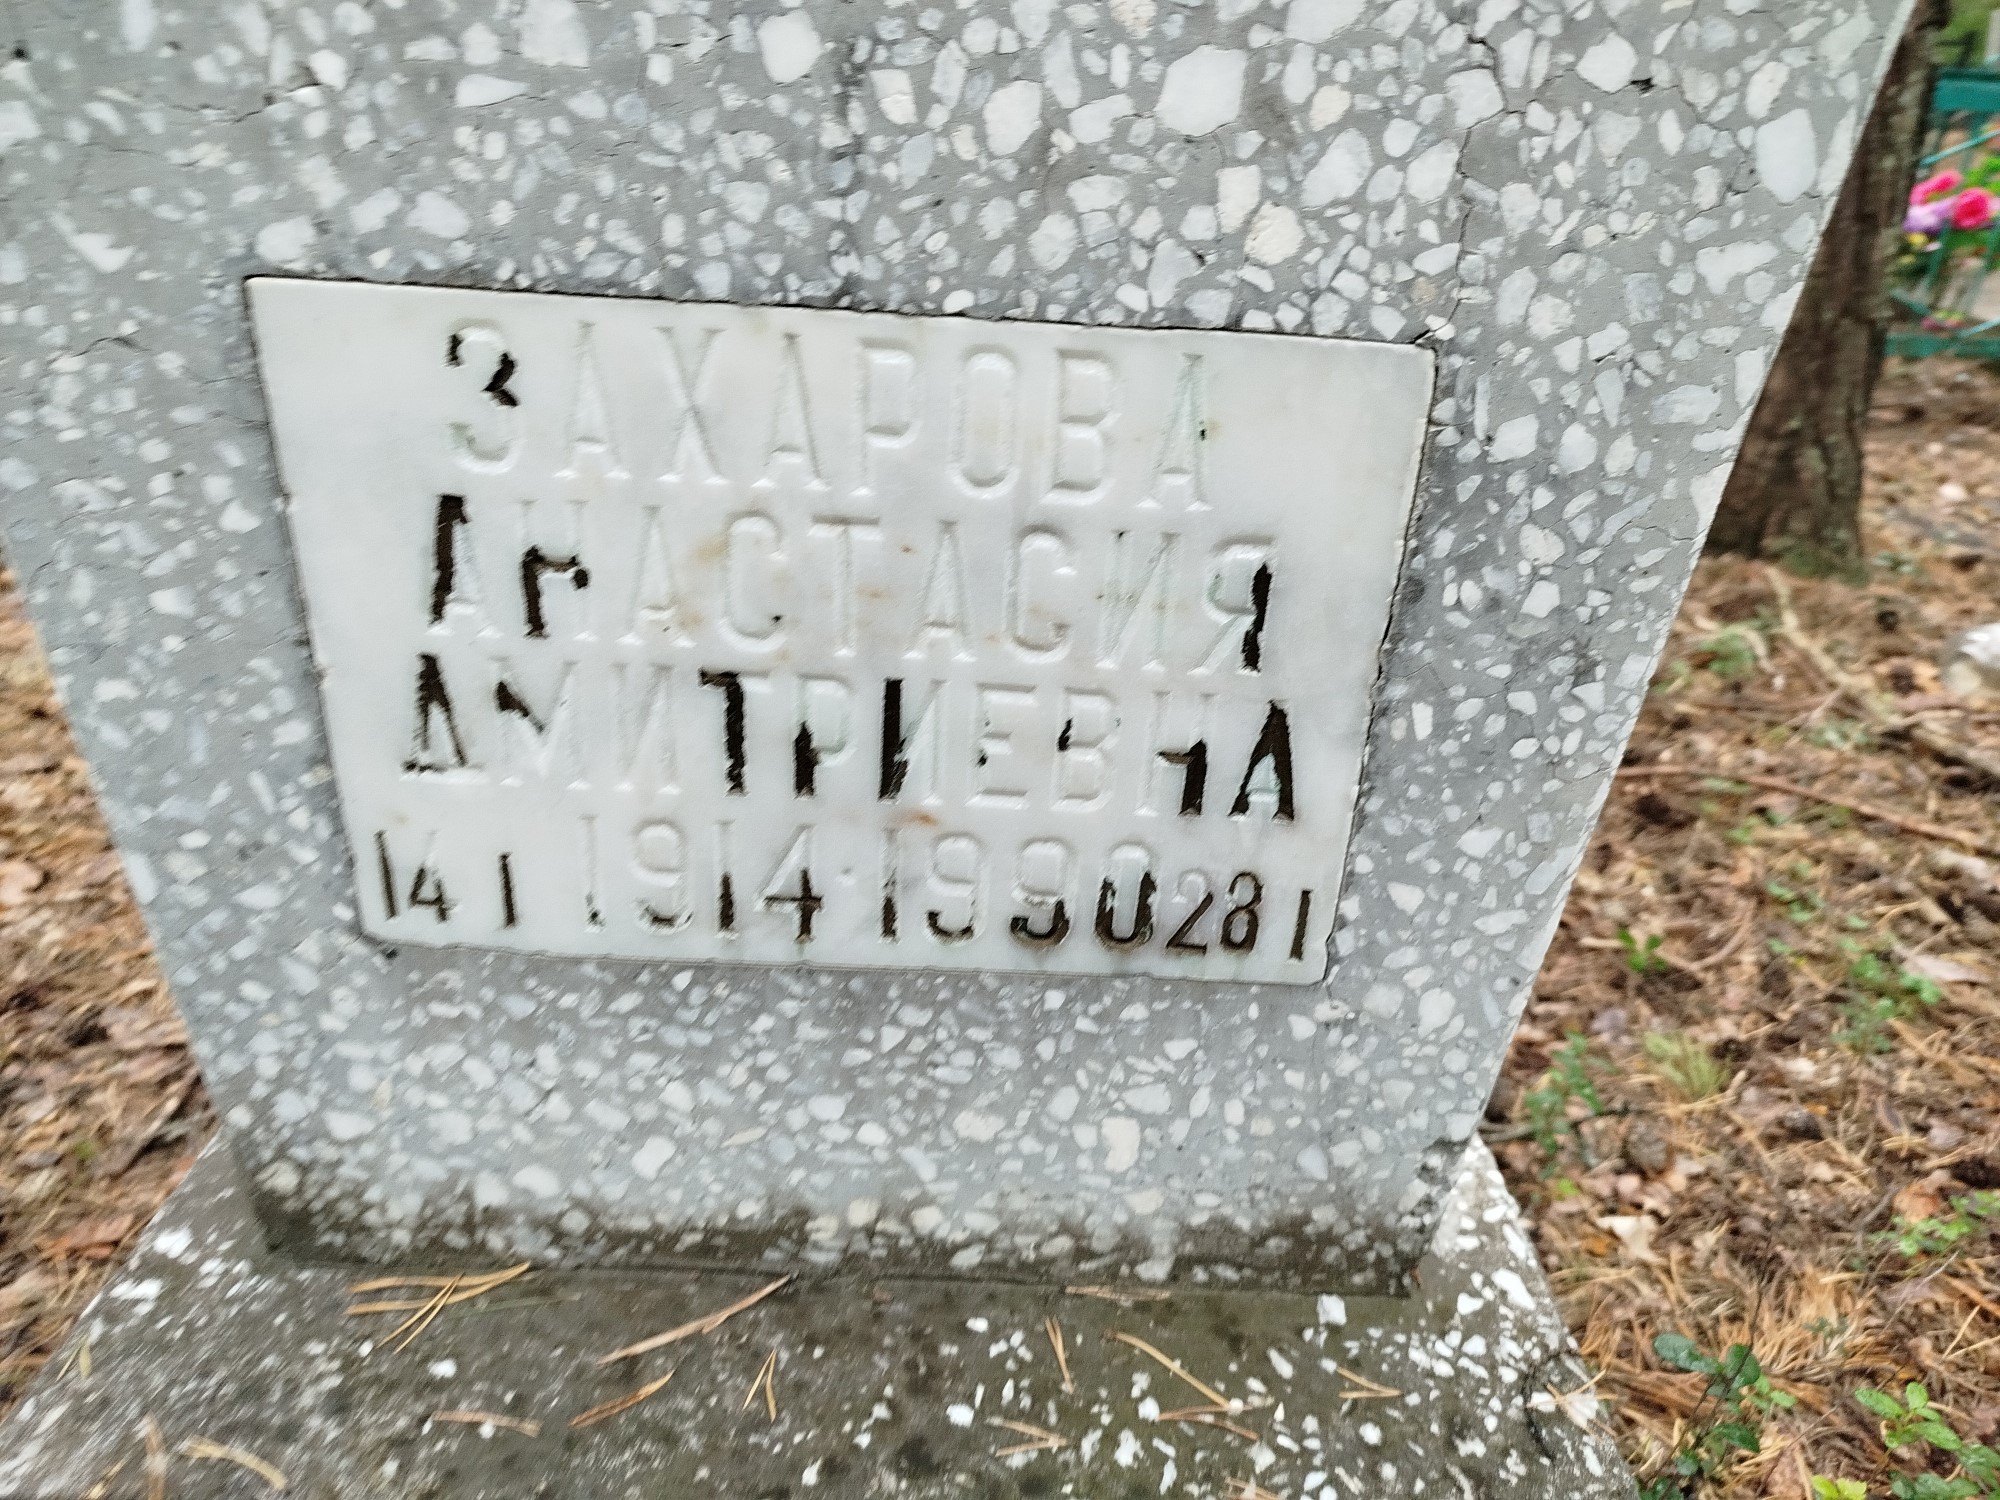 ЗАХАРОВА
АНАСТАСИЯ
ДМИТРИЕВНА
14 I 1914·1990 28 I